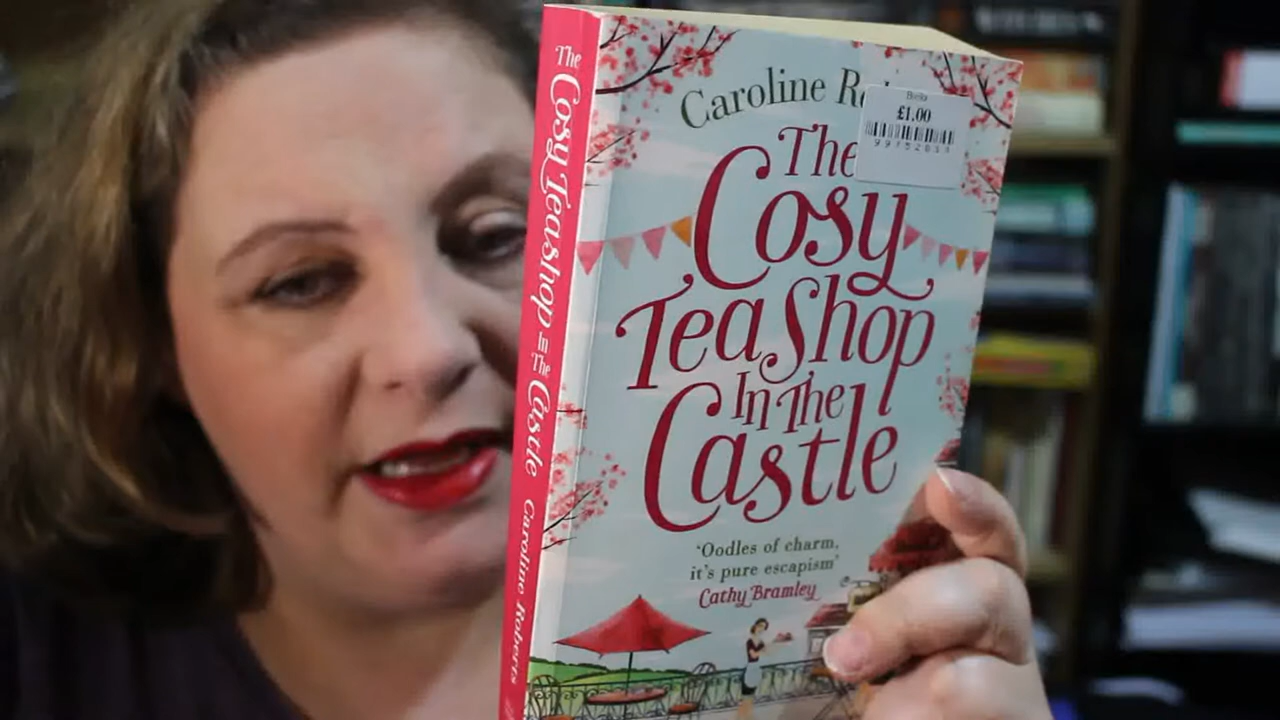 The Cosy Teashop in The Castle Caroline Roberts
Caroline Ro
Books
£1.00
The
Cosy
Tea Shop
In The
Castle
'Oodles of charm,
it's pure escapism'
Cathy Bramley